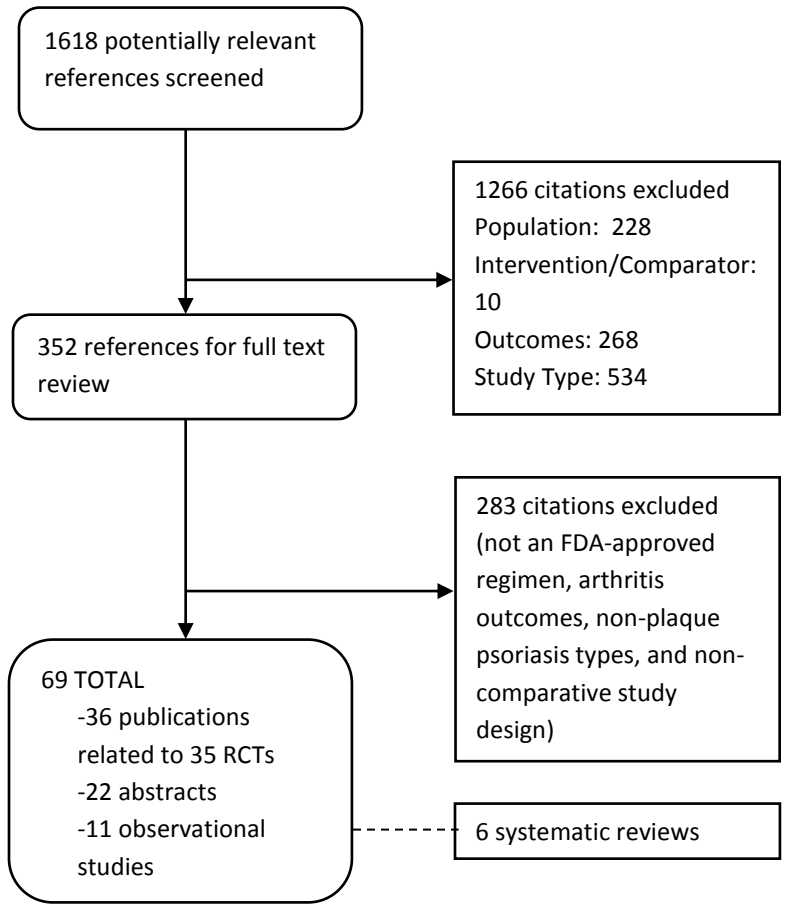 1618 potentially relevant
references screened
1266 citations excluded
Population:  228
Intervention/Comparator:
10
Outcomes: 268
Study Type: 534
352 references for full text
review
283 citations excluded
(not an FDA-approved
regimen, arthritis
outcomes, non-plaque
psoriasis types, and non-
comparative study
design)
69 TOTAL
-36 publications
related to 35 RCTs
-22 abstracts
-11 observational
studies
6 systematic reviews